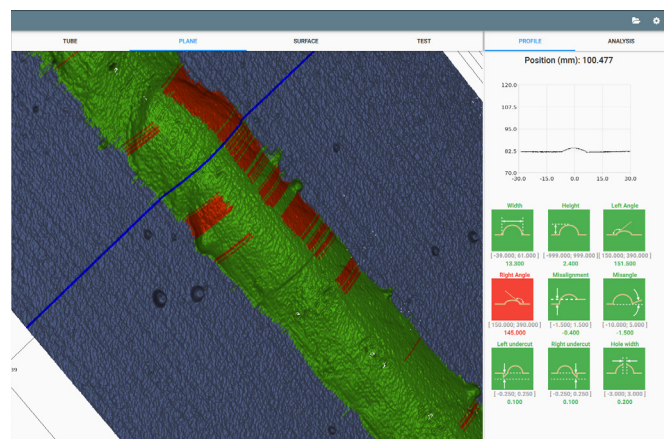 TUBE PLANE SURFACE TEST PROFILE ANALYSIS
Position (mm): 100.477
120.0
107.5
95.0
82.5
70.0
-30.0 -15.0 0.0 15.0 30.0
Width Height Left Angle
[ -39.000; 61.000 ] [ -999.000; 999.000 ] [ 150.000; 390.000 ]
13.300 2.400 151.500
Right Angle Missalignment Misangle
[ 150.000; 390.000 ] [ -1.500; 1.500 ] [ -10.000; 5.000 ]
145.000 -0.400 -1.500
Left undercut Right undercut Hole width
[ -0.250; 0.250 ] [ -0.250; 0.250 ] [ -3.000; 3.000 ]
0.100 0.100 0.200